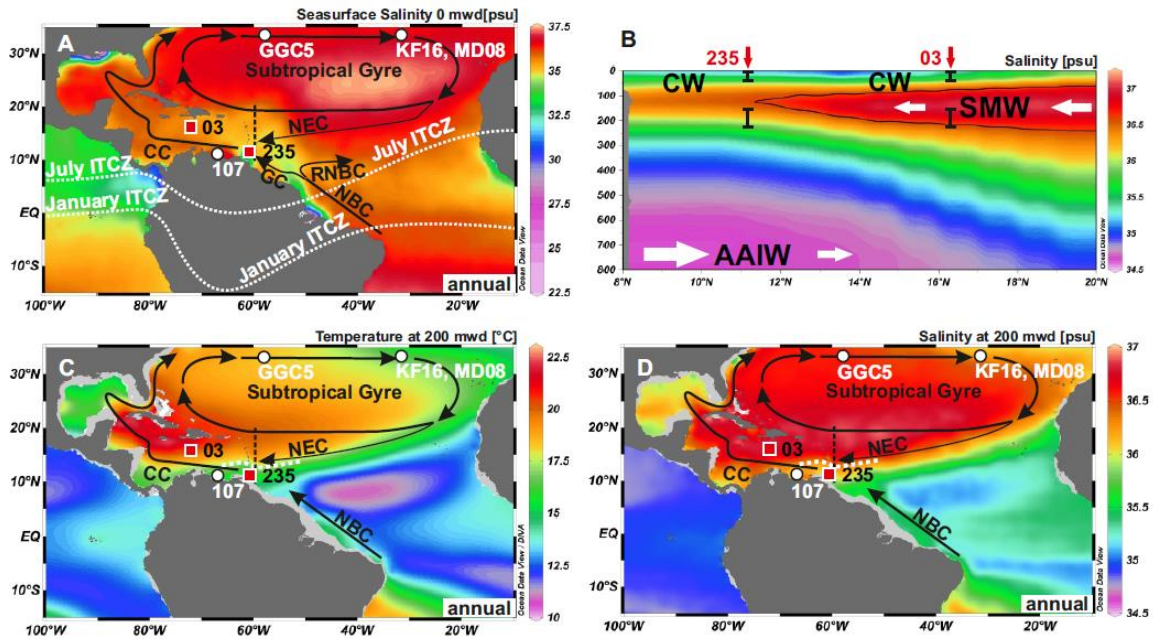 Seasurface Salinity 0 mwd[psu]
A
30°N
20°N
10°N
EQ
10°S
GGC5
KF16, MD08
Subtropical Gyre
03
NEC
July ITCZ
CC
235
107
GC
RNBC
NBC
July ITCZ
January ITCZ
January ITCZ
annual
100°W
80°W
60°W
40°W
20°W
37.5
35
32.5
30
27.5
25
22.5
Ocean Data View
B
235
03
Salinity [psu]
0
100
200
300
400
500
600
700
800
CW
CW
SMW
AAIW
8°N
10°N
12°N
14°N
16°N
18°N
20°N
37
36.5
36
35.5
35
34.5
Ocean Data View
Temperature at 200 mwd [°C]
C
30°N
20°N
10°N
EQ
10°S
GGC5
KF16, MD08
Subtropical Gyre
03
NEC
CC
235
107
NBC
annual
100°W
80°W
60°W
40°W
20°W
22.5
20
17.5
15
12.5
10
Ocean Data View / DIVA
Salinity at 200 mwd [psu]
D
30°N
20°N
10°N
EQ
10°S
GGC5
KF16, MD08
Subtropical Gyre
03
NEC
CC
235
107
NBC
annual
100°W
80°W
60°W
40°W
20°W
37
36.5
36
35.5
35
34.5
Ocean Data View